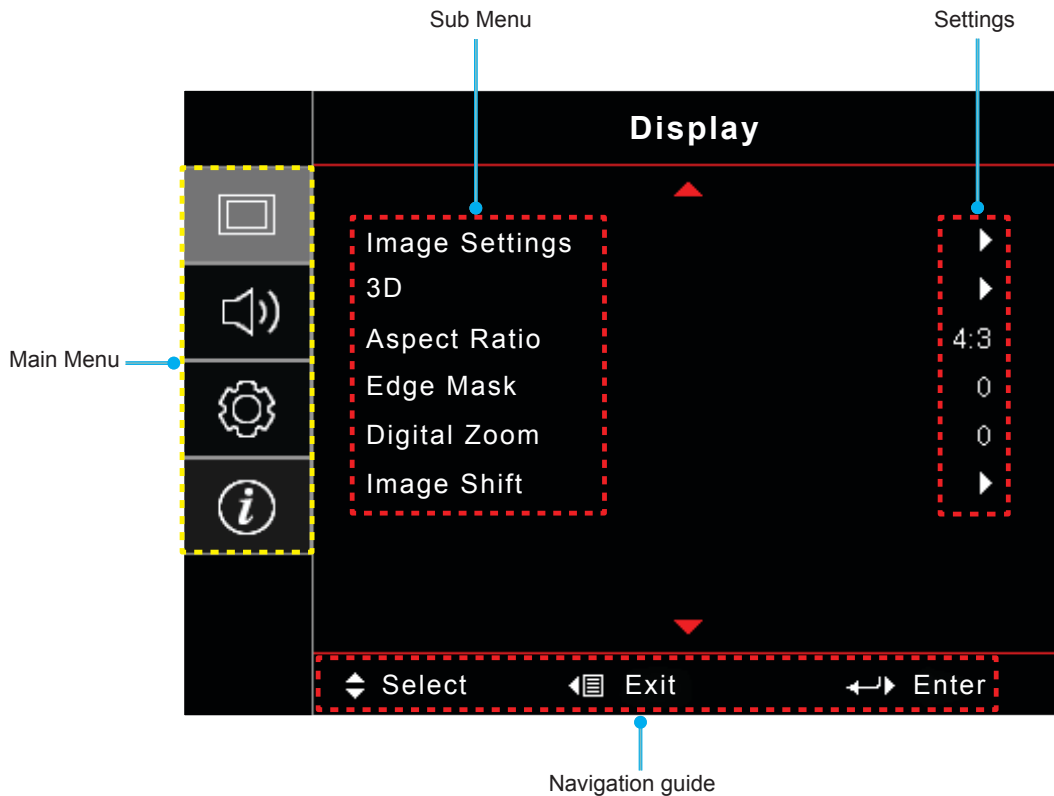 Sub Menu
Settings
Display
Image Settings
3D
Aspect Ratio 4:3
Main Menu
Edge Mask 0
Digital Zoom 0
Image Shift
i
Select Exit Enter
Navigation guide